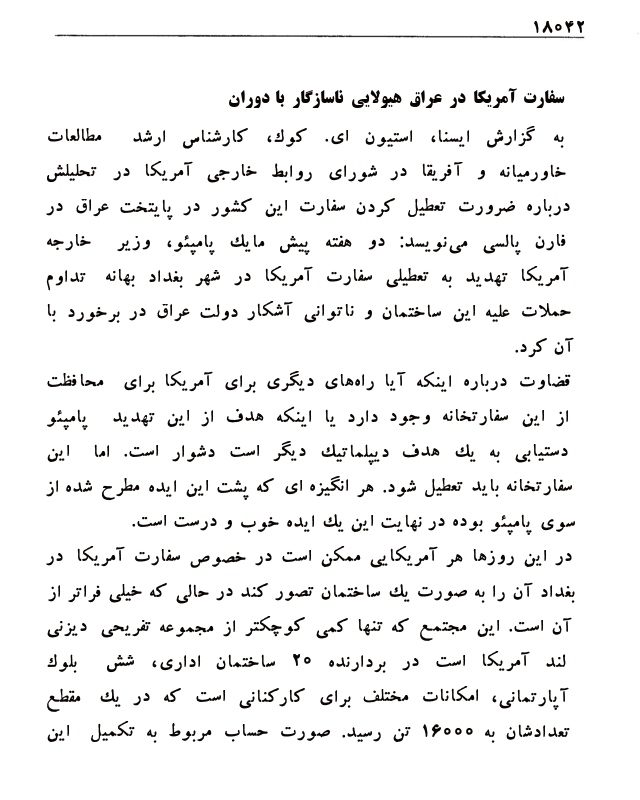 ۱۸۰۴۲
سفارت آمریکا در عراق هیولایی ناسازگار با دوران
به گزارش ایسنا، استیون ای. کوك، کارشناس ارشد مطالعات
خاورمیانه و آفریقا در شورای روابط خارجی آمریکا در تحلیلش
درباره ضرورت تعطیل کردن سفارت این کشور در پایتخت عراق در
فارن پالسی می‌نویسد: دو هفته پیش مایك پامپئو، وزیر خارجه
آمریکا تهدید به تعطیلی سفارت آمریکا در شهر بغداد بهانه تداوم
حملات علیه این ساختمان و ناتوانی آشکار دولت عراق در برخورد با
آن کرد.
قضاوت درباره اینکه آیا راه‌های دیگری برای آمریکا برای محافظت
از این سفارتخانه وجود دارد یا اینکه هدف از این تهدید پامپئو
دستیابی به یك هدف دیپلماتیك دیگر است دشوار است. اما این
سفارتخانه باید تعطیل شود. هر انگیزه ای که پشت این ایده مطرح شده از
سوی پامپئو بوده در نهایت این یك ایده خوب و درست است.
در این روزها هر آمریکایی ممکن است در خصوص سفارت آمریکا در
بغداد آن را به صورت یك ساختمان تصور کند در حالی که خیلی فراتر از
آن است. این مجتمع که تنها کمی کوچکتر از مجموعه تفریحی دیزنی
لند آمریکا است در بردارنده ۲۰ ساختمان اداری، شش بلوك
آپارتمانی، امکانات مختلف برای کارکنانی است که در یك مقطع
تعدادشان به ۱۶۰۰۰ تن رسید. صورت حساب مربوط به تکمیل این